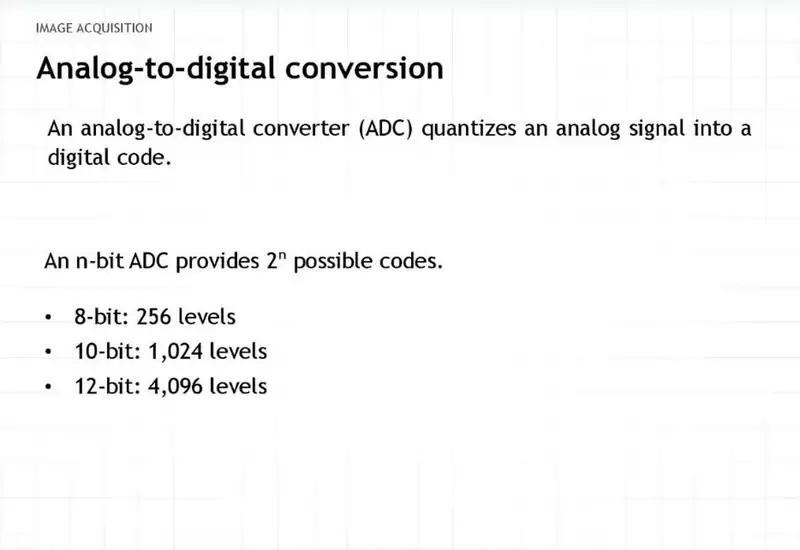 IMAGE ACQUISITION
Analog-to-digital conversion
An analog-to-digital converter (ADC) quantizes an analog signal into a
digital code.
An n-bit ADC provides 2ⁿ possible codes.
• 8-bit: 256 levels
• 10-bit: 1,024 levels
• 12-bit: 4,096 levels